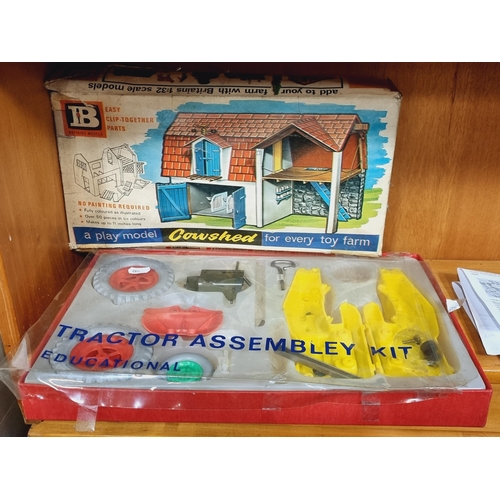 add to your farm with Britains 1:32 scale models
B
EASY
CLIP-TOGETHER
PARTS
NO PAINTING REQUIRED
a play model Cowshed for every toy farm
TRACTOR ASSEMBLEY KIT
EDUCATIONAL